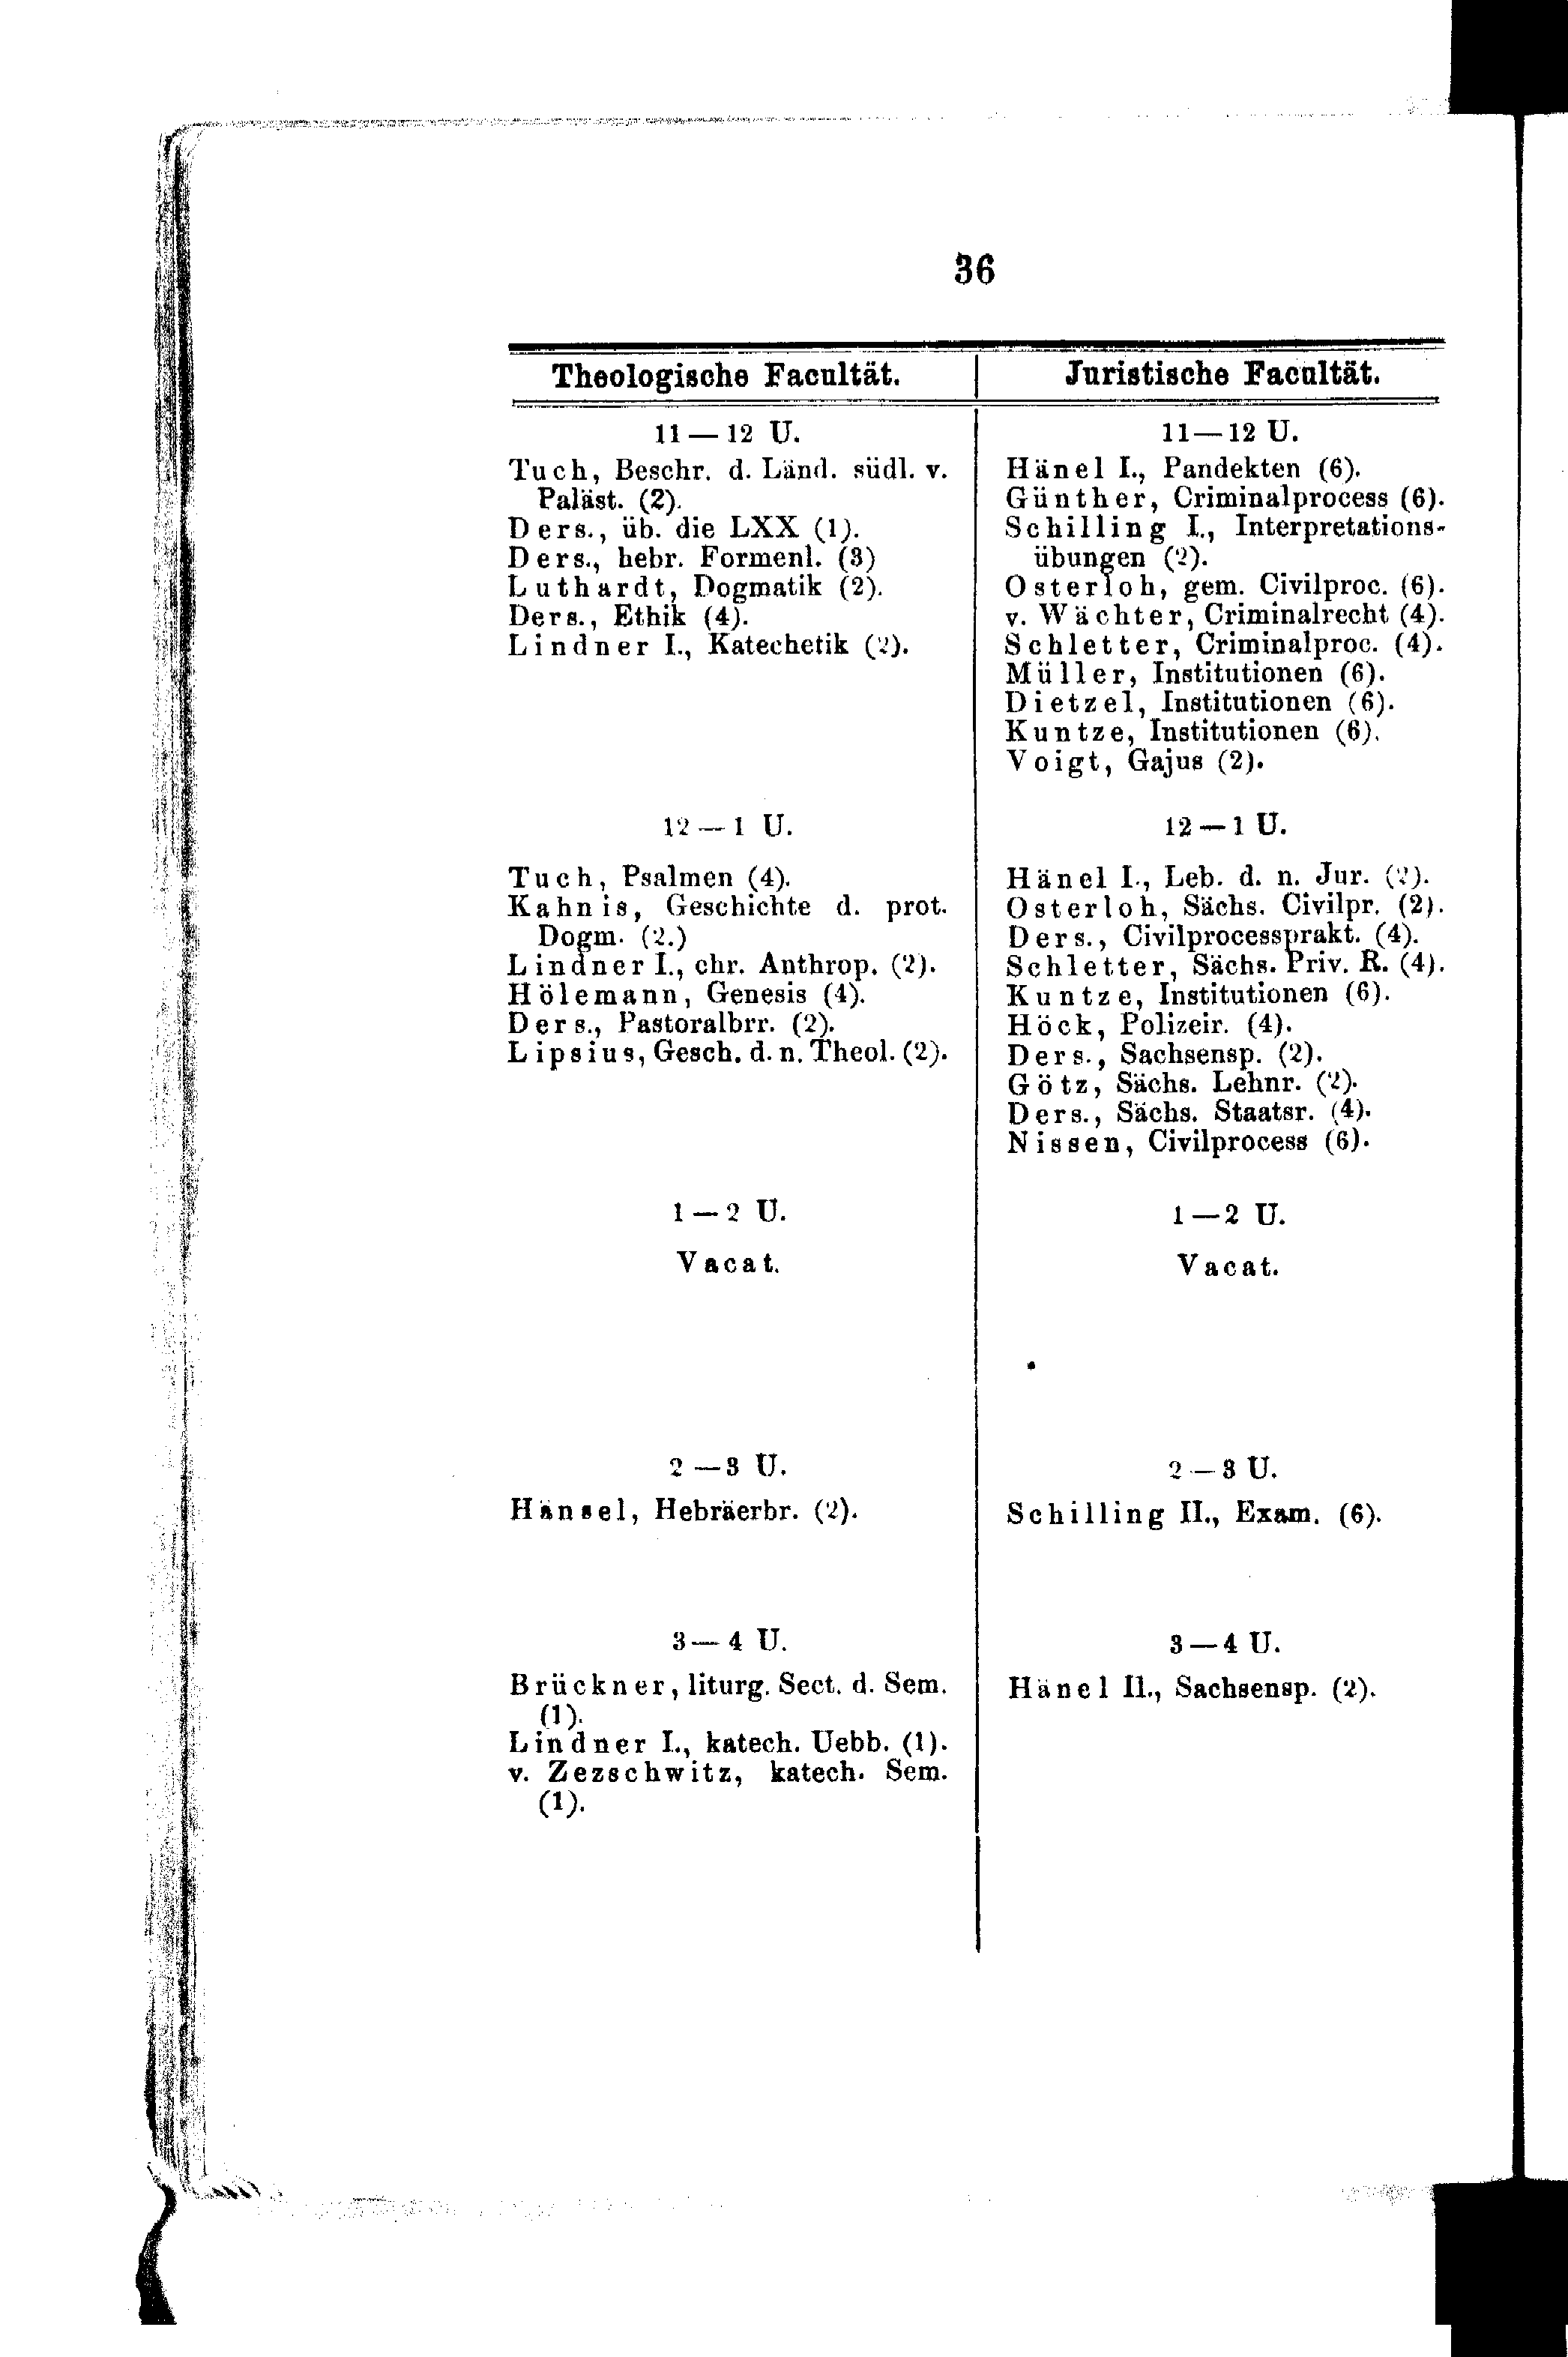 36
Theologische Facultät.
11—12 U.
Tuch, Beschr. d. Länd. südl. v.
Paläst. (2).
Ders., üb. die LXX (1).
Ders., hebr. Formenl. (3)
Luthardt, Dogmatik (2).
Ders., Ethik (4).
Lindner I., Katechetik (2).
12—1 U.
Tuch, Psalmen (4).
Kahnis, Geschichte d. prot.
Dogm. (2.)
Lindner I., chr. Anthrop. (2).
Hölemann, Genesis (4).
Ders., Pastoralbrr. (2).
Lipsius, Gesch. d. n. Theol. (2).
1—2 U.
Vacat.
2—3 U.
Hänsel, Hebräerbr. (2).
3—4 U.
Brückner, liturg. Sect. d. Sem.
(1).
Lindner I., katech. Uebb. (1).
v. Zezschwitz, katech. Sem.
(1).
Juristische Facultät.
11—12 U.
Hänel I., Pandekten (6).
Günther, Criminalprocess (6).
Schilling I., Interpretations-
übungen (2).
Osterloh, gem. Civilproc. (6).
v. Wächter, Criminalrecht (4).
Schletter, Criminalproc. (4).
Müller, Institutionen (6).
Dietzel, Institutionen (6).
Kuntze, Institutionen (6).
Voigt, Gajus (2).
12—1 U.
Hänel I., Leb. d. n. Jur. (2).
Osterloh, Sächs. Civilpr. (2).
Ders., Civilprocessprakt. (4).
Schletter, Sächs. Priv. R. (4).
Kuntze, Institutionen (6).
Höck, Polizeir. (4).
Ders., Sachsensp. (2).
Götz, Sächs. Lehnr. (2).
Ders., Sächs. Staatsr. (4).
Nissen, Civilprocess (6).
1—2 U.
Vacat.
2—3 U.
Schilling II., Exam. (6).
3—4 U.
Hänel II., Sachsensp. (2).